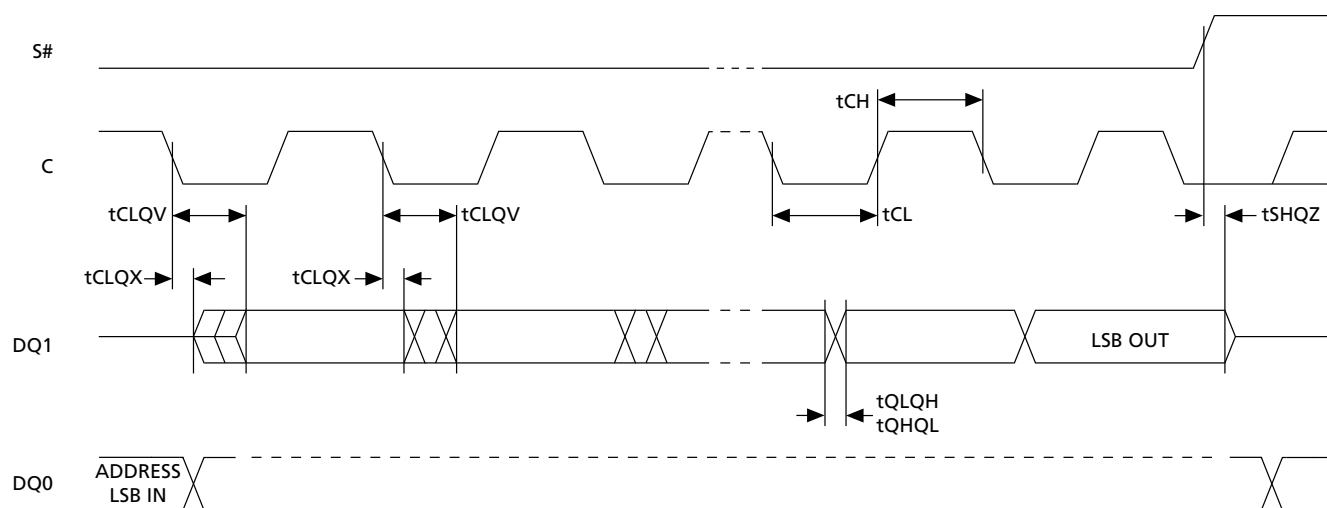 S#
tCH
C
tCLQV
tCLQV
tCL
tSHQZ
tCLQX
tCLQX
DQ1
LSB OUT
tQLQH
tQHQL
DQ0
ADDRESS
LSB IN